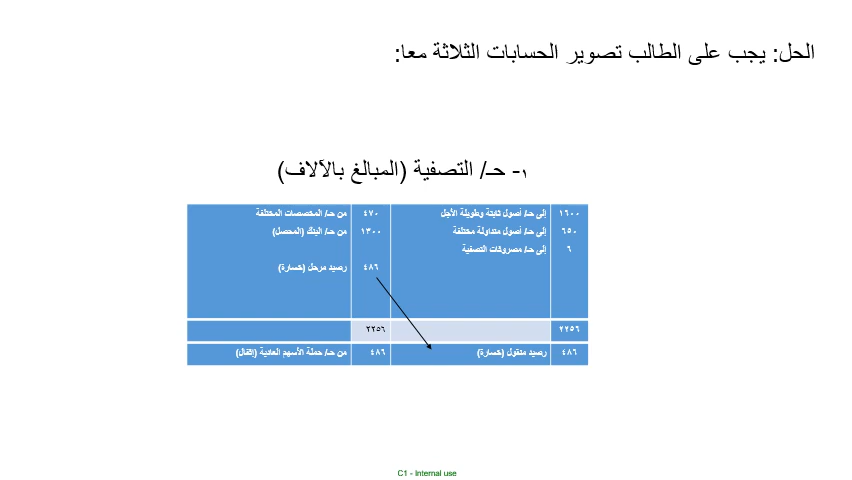 الحل: يجب على الطالب تصوير الحسابات الثلاثة معا:
١- حـ/ التصفية (المبالغ بالآلاف)
١٦٠٠ إلى حـ/ أصول ثابتة وطويلة الأجل ٤٧٠ من حـ/ المخصصات المختلفة
٦٥٠ إلى حـ/ أصول متداولة مختلفة ١٣٠٠ من حـ/ البنك (المحصل)
٦ إلى حـ/ مصروفات التصفية
٤٨٦ رصيد مرحل (خسارة)
٢٢٥٦ ٢٢٥٦
٤٨٦ رصيد منقول (خسارة) ٤٨٦ من حـ/ حملة الأسهم العادية (إقفال)
C1 - Internal use